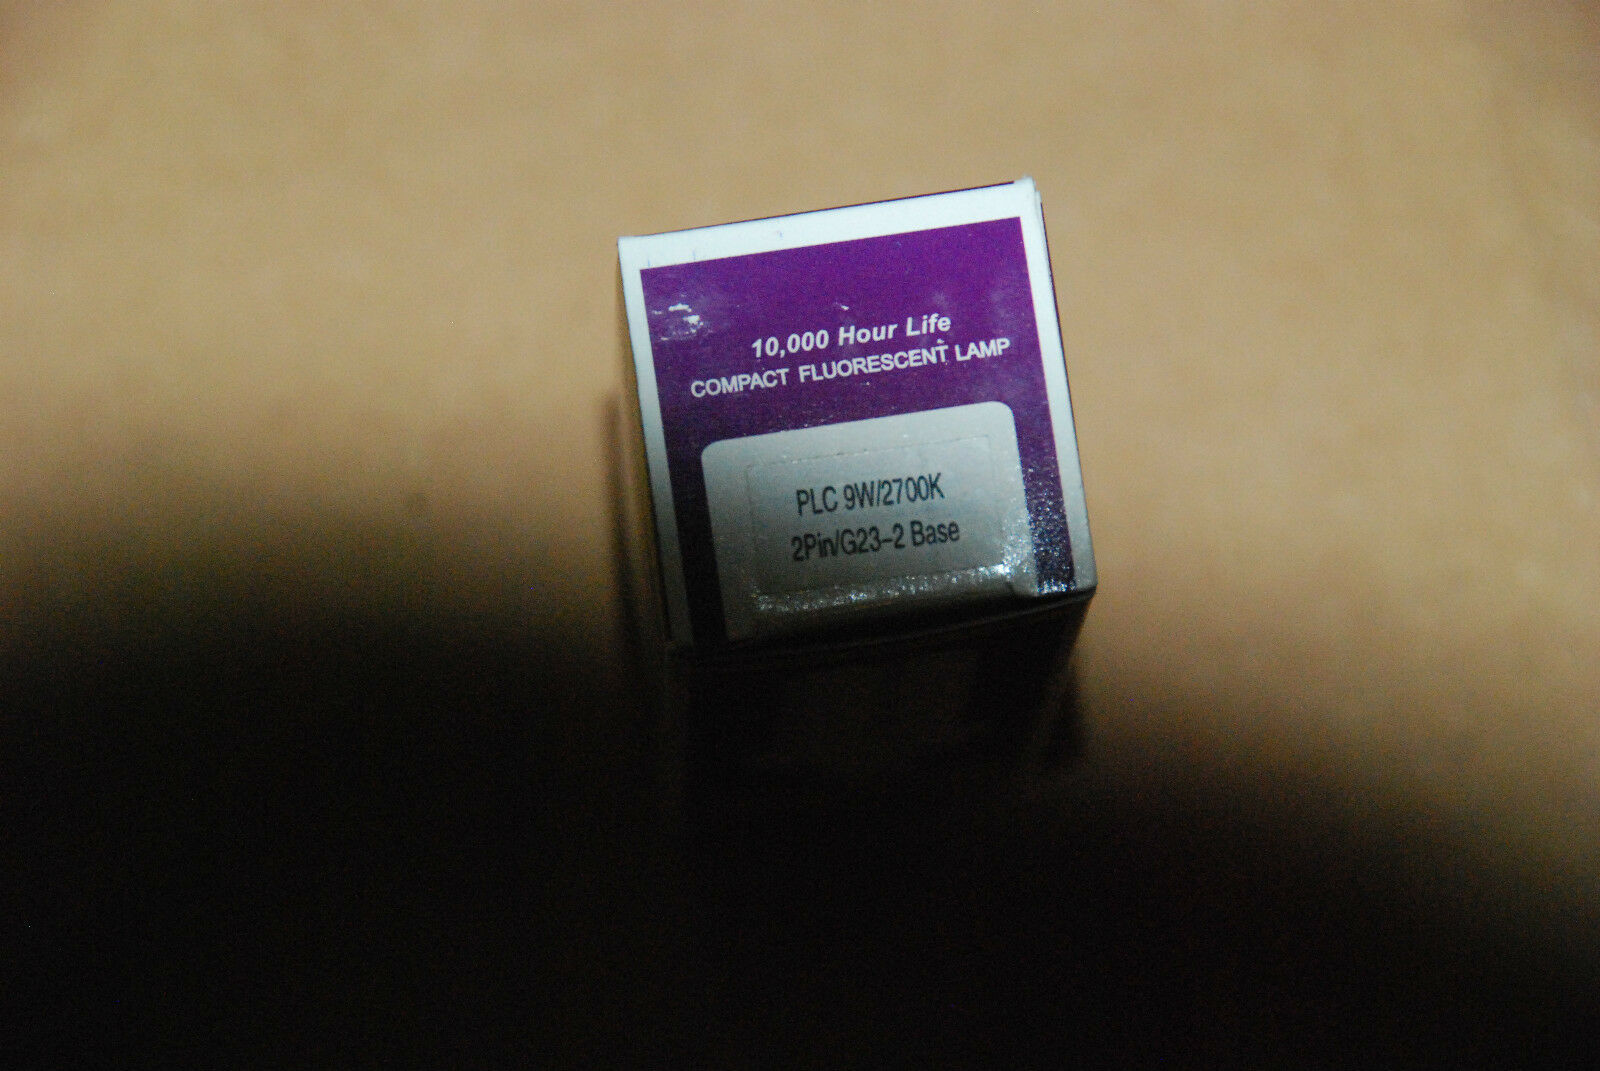 10,000 Hour Life
COMPACT FLUORESCENT LAMP
PLC 9W/2700K
2Pin/G23-2 Base